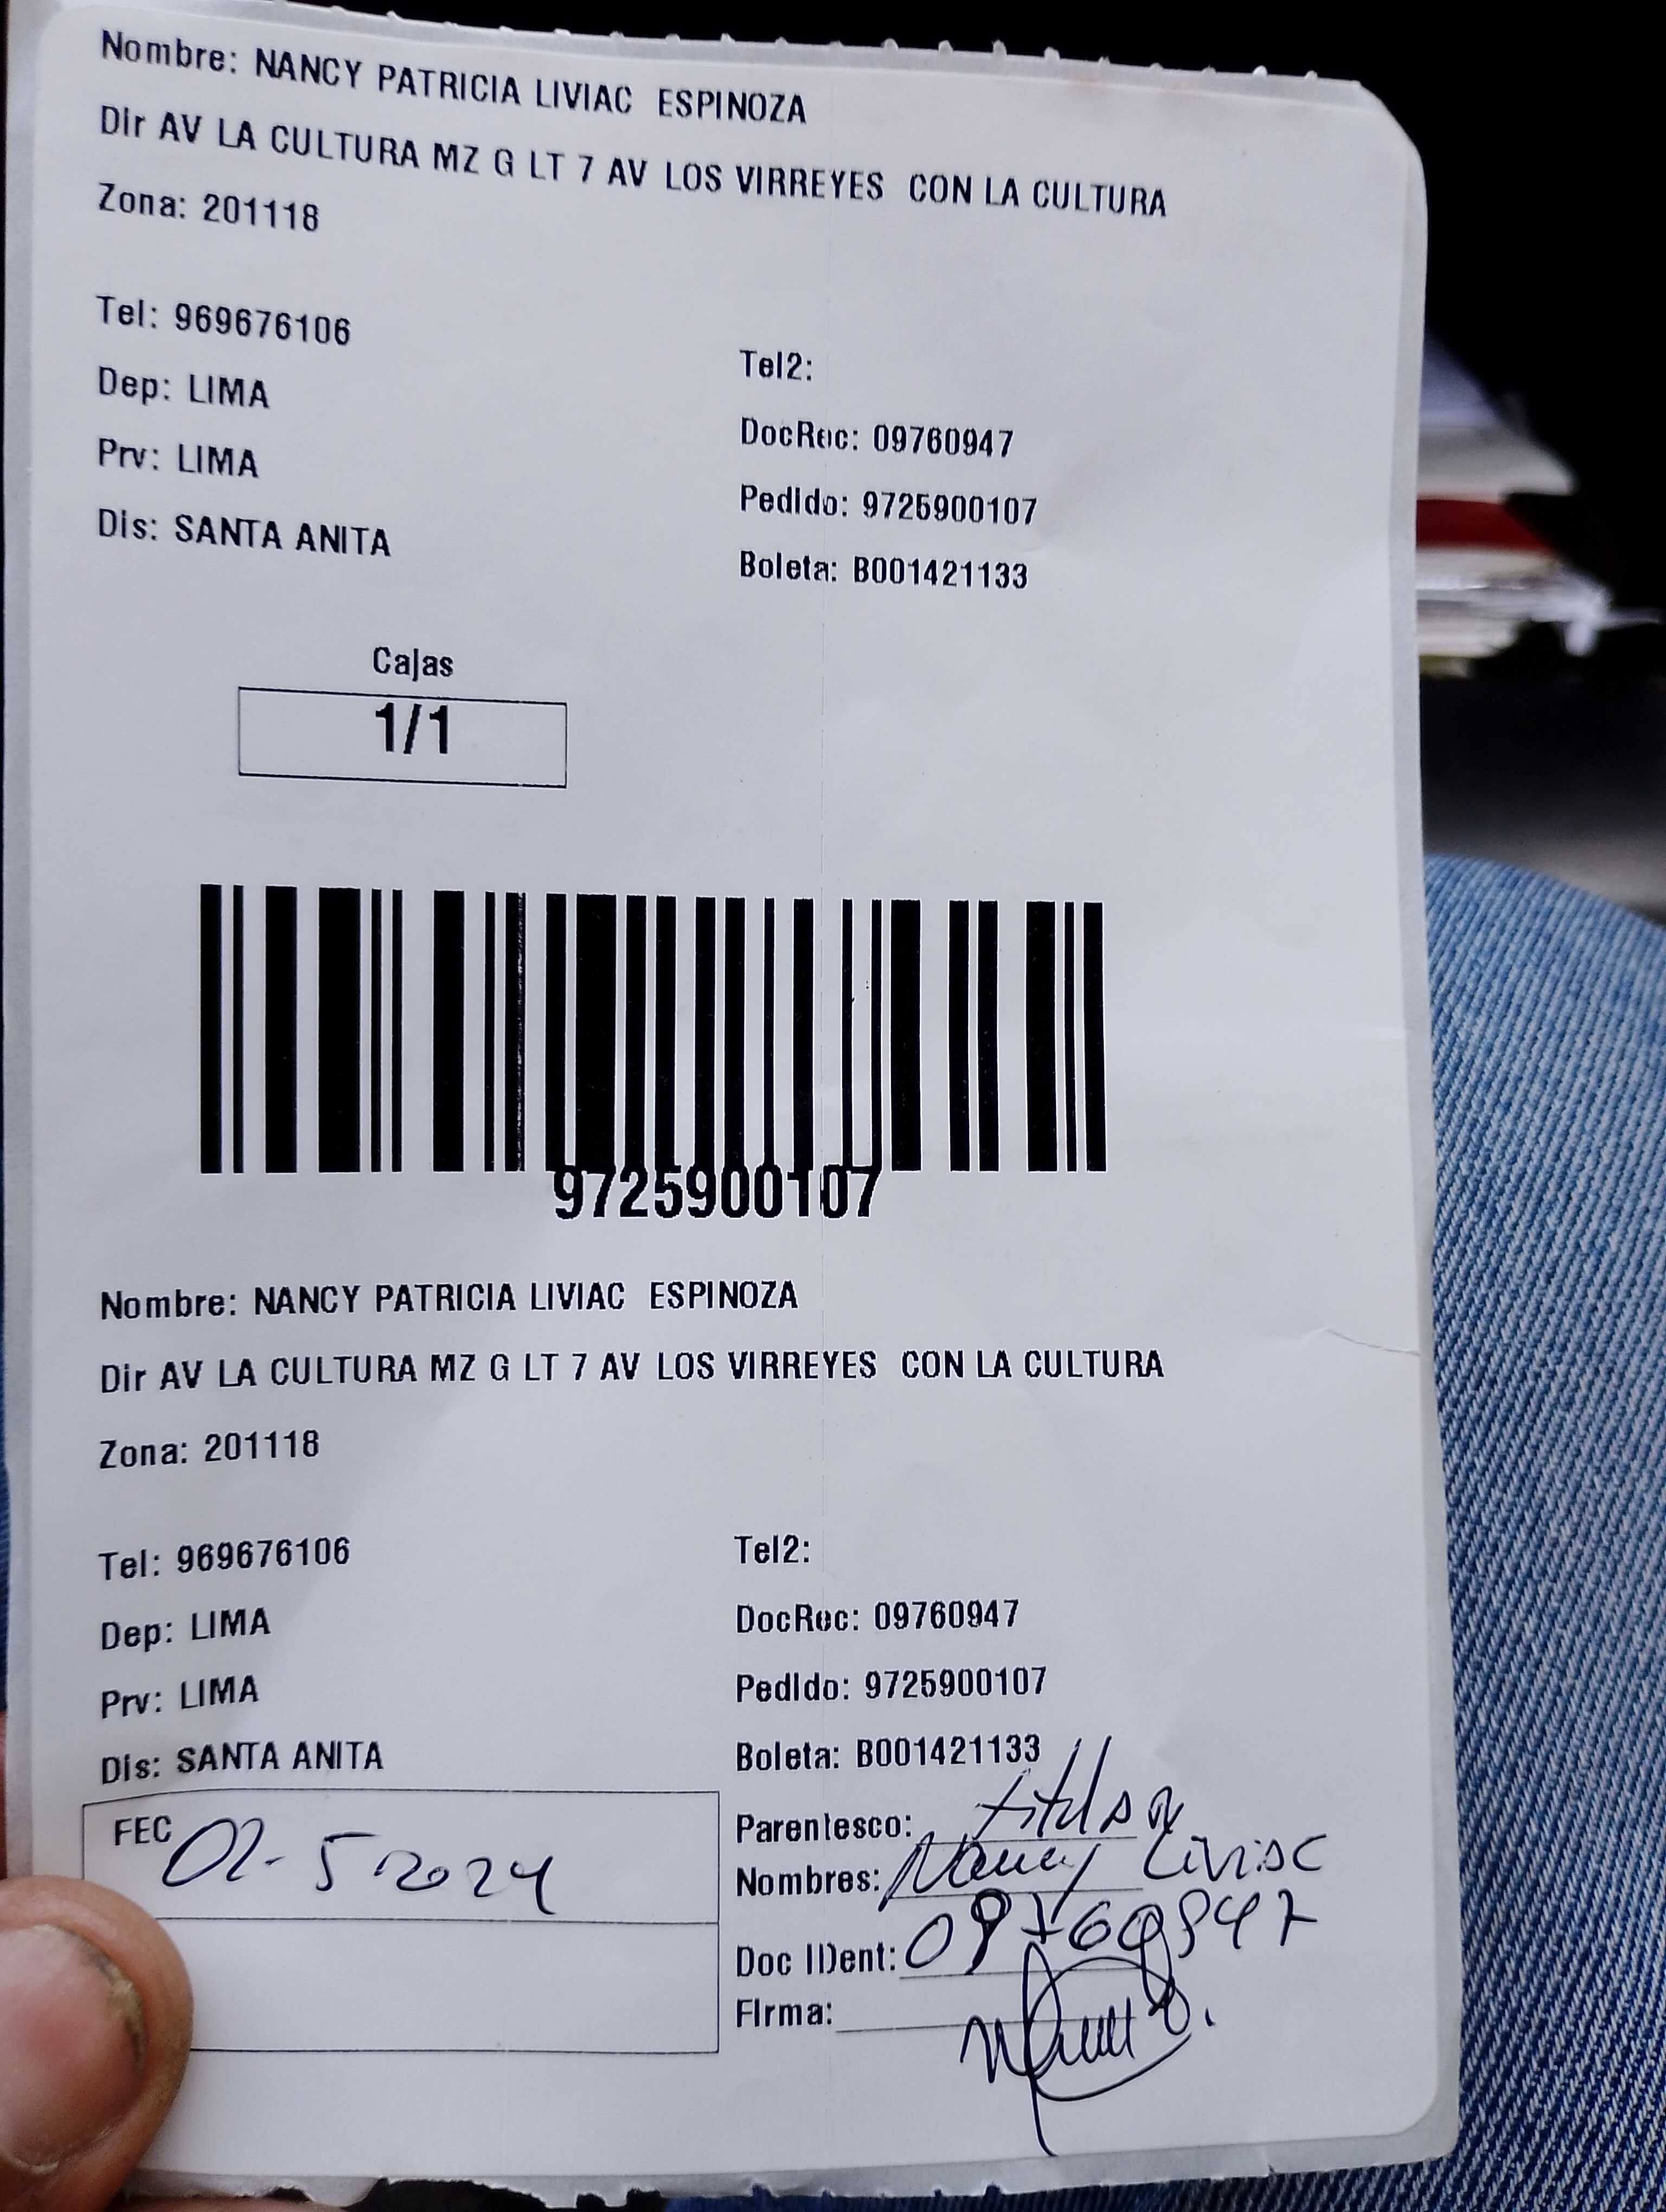 Nombre: NANCY PATRICIA LIVIAC ESPINOZA
Dir AV LA CULTURA MZ G LT 7 AV LOS VIRREYES CON LA CULTURA
Zona: 201118
Tel: 969676106
Tel2:
Dep: LIMA
DocRec: 09760947
Prv: LIMA
Pedido: 9725900107
Dis: SANTA ANITA
Boleta: B001421133
Cajas
1/1
9725900107
Nombre: NANCY PATRICIA LIVIAC ESPINOZA
Dir AV LA CULTURA MZ G LT 7 AV LOS VIRREYES CON LA CULTURA
Zona: 201118
Tel: 969676106
Tel2:
Dep: LIMA
DocRec: 09760947
Prv: LIMA
Pedido: 9725900107
Dis: SANTA ANITA
Boleta: B001421133
FEC 02-5-2024
Parentesco:
Nombres: Nancy Liviac
Doc IDent: 09760947
Firma: